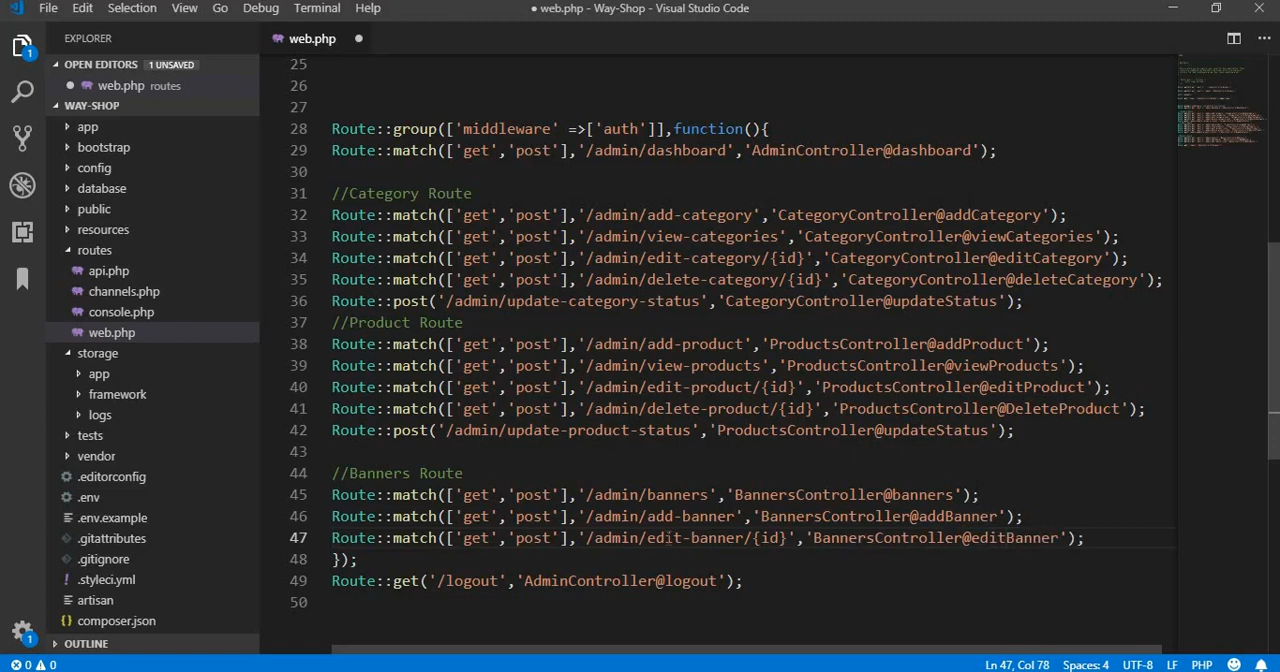 File Edit Selection View Go Debug Terminal Help
● web.php - Way-Shop - Visual Studio Code
EXPLORER
web.php ●
OPEN EDITORS 1 UNSAVED
● web.php routes
WAY-SHOP
app
bootstrap
config
database
public
resources
routes
api.php
channels.php
console.php
web.php
storage
app
framework
logs
tests
vendor
.editorconfig
.env
.env.example
.gitattributes
.gitignore
.styleci.yml
artisan
composer.json
OUTLINE
1
1
25
26
27
28 Route::group(['middleware' =>['auth']],function(){
29 Route::match(['get','post'],'/admin/dashboard','AdminController@dashboard');
30
31 //Category Route
32 Route::match(['get','post'],'/admin/add-category','CategoryController@addCategory');
33 Route::match(['get','post'],'/admin/view-categories','CategoryController@viewCategories');
34 Route::match(['get','post'],'/admin/edit-category/{id}','CategoryController@editCategory');
35 Route::match(['get','post'],'/admin/delete-category/{id}','CategoryController@deleteCategory');
36 Route::post('/admin/update-category-status','CategoryController@updateStatus');
37 //Product Route
38 Route::match(['get','post'],'/admin/add-product','ProductsController@addProduct');
39 Route::match(['get','post'],'/admin/view-products','ProductsController@viewProducts');
40 Route::match(['get','post'],'/admin/edit-product/{id}','ProductsController@editProduct');
41 Route::match(['get','post'],'/admin/delete-product/{id}','ProductsController@DeleteProduct');
42 Route::post('/admin/update-product-status','ProductsController@updateStatus');
43
44 //Banners Route
45 Route::match(['get','post'],'/admin/banners','BannersController@banners');
46 Route::match(['get','post'],'/admin/add-banner','BannersController@addBanner');
47 Route::match(['get','post'],'/admin/edit-banner/{id}','BannersController@editBanner');
48 });
49 Route::get('/logout','AdminController@logout');
50
0 0 Ln 47, Col 78 Spaces: 4 UTF-8 LF PHP